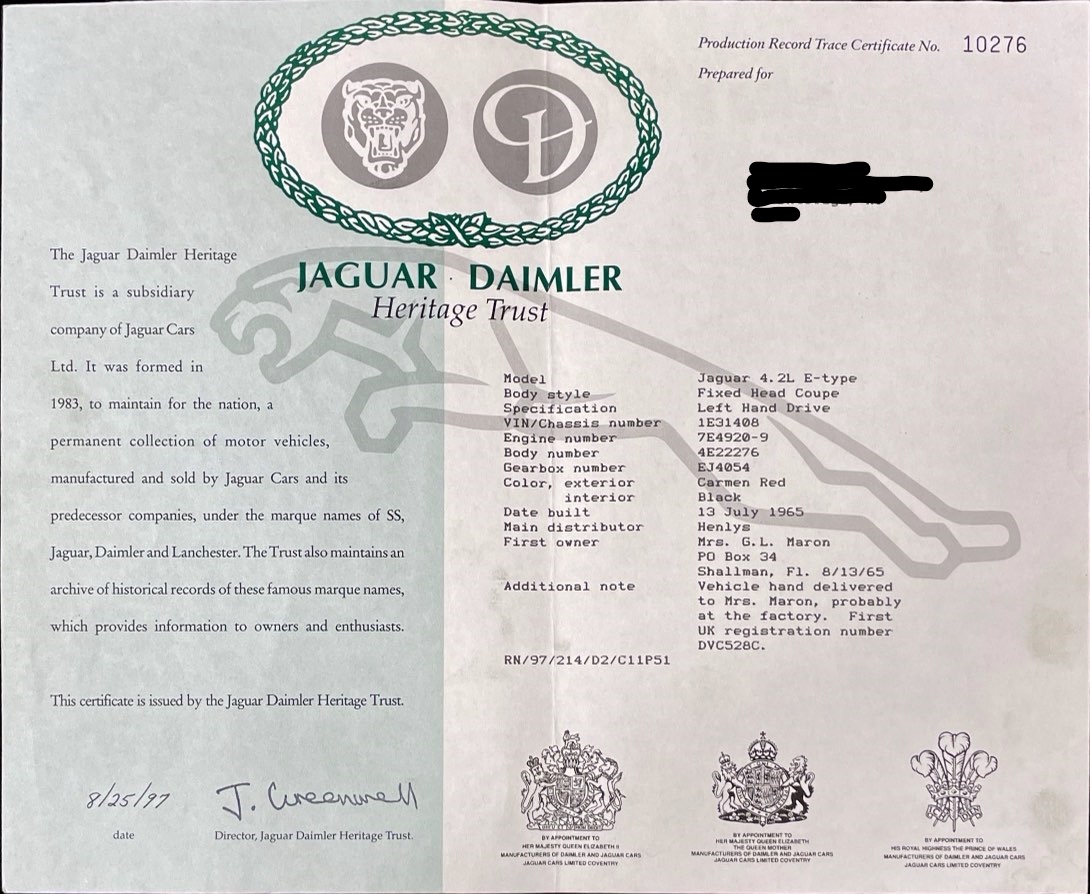 Production Record Trace Certificate No. 10276
Prepared for
JAGUAR · DAIMLER
Heritage Trust
The Jaguar Daimler Heritage
Trust is a subsidiary
company of Jaguar Cars
Ltd. It was formed in
1983, to maintain for the nation, a
permanent collection of motor vehicles,
manufactured and sold by Jaguar Cars and its
predecessor companies, under the marque names of SS,
Jaguar, Daimler and Lanchester. The Trust also maintains an
archive of historical records of these famous marque names,
which provides information to owners and enthusiasts.
This certificate is issued by the Jaguar Daimler Heritage Trust.
8/25/97 J. Greenwell
date Director, Jaguar Daimler Heritage Trust.
Model Jaguar 4.2L E-type
Body style Fixed Head Coupe
Specification Left Hand Drive
VIN/Chassis number 1E31408
Engine number 7E4920-9
Body number 4E22276
Gearbox number EJ4054
Color, exterior Carmen Red
interior Black
Date built 13 July 1965
Main distributor Henlys
First owner Mrs. G.L. Maron
PO Box 34
Shallman, Fl. 8/13/65
Additional note Vehicle hand delivered
to Mrs. Maron, probably
at the factory. First
UK registration number
DVC528C.
RN/97/214/D2/C11P51
BY APPOINTMENT TO
HER MAJESTY QUEEN ELIZABETH II
MANUFACTURERS OF DAIMLER AND JAGUAR CARS
JAGUAR CARS LIMITED COVENTRY
BY APPOINTMENT TO
HER MAJESTY QUEEN ELIZABETH
THE QUEEN MOTHER
MANUFACTURERS OF DAIMLER AND JAGUAR CARS
JAGUAR CARS LIMITED COVENTRY
BY APPOINTMENT TO
HIS ROYAL HIGHNESS THE PRINCE OF WALES
MANUFACTURERS OF DAIMLER AND JAGUAR CARS
JAGUAR CARS LIMITED COVENTRY